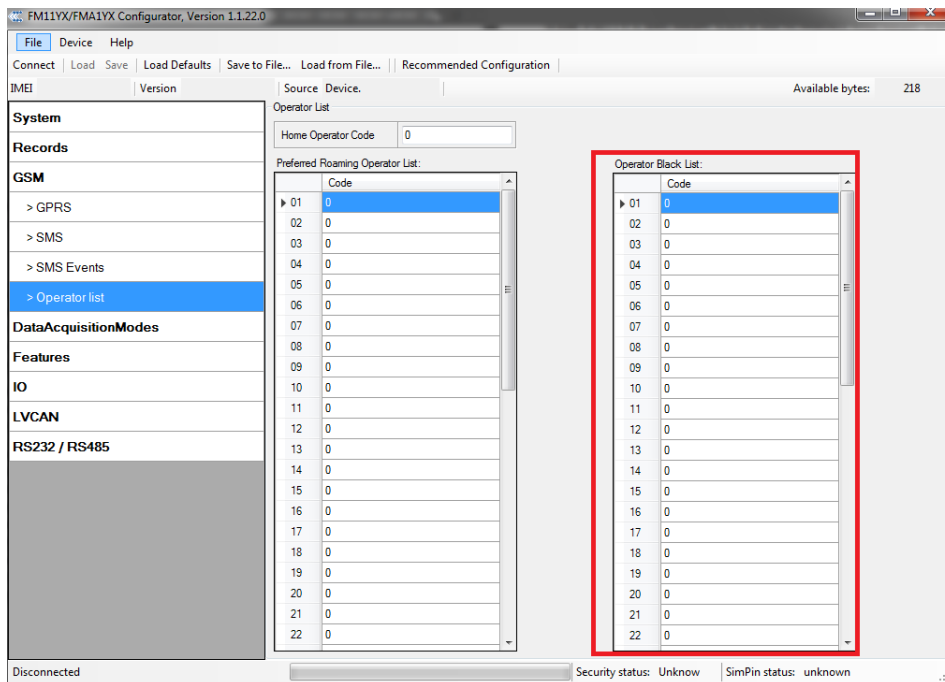 FM11YX/FMA1YX Configurator, Version 1.1.22.0
File Device Help
Connect Load Save Load Defaults Save to File... Load from File... Recommended Configuration
IMEI Version Source Device. Available bytes: 218
System
Records
GSM
> GPRS
> SMS
> SMS Events
> Operator list
DataAcquisitionModes
Features
IO
LVCAN
RS232 / RS485
Operator List
Home Operator Code 0
Preferred Roaming Operator List:
Code
01 0
02 0
03 0
04 0
05 0
06 0
07 0
08 0
09 0
10 0
11 0
12 0
13 0
14 0
15 0
16 0
17 0
18 0
19 0
20 0
21 0
22 0
Operator Black List:
Code
01 0
02 0
03 0
04 0
05 0
06 0
07 0
08 0
09 0
10 0
11 0
12 0
13 0
14 0
15 0
16 0
17 0
18 0
19 0
20 0
21 0
22 0
Disconnected Security status: Unknow SimPin status: unknown